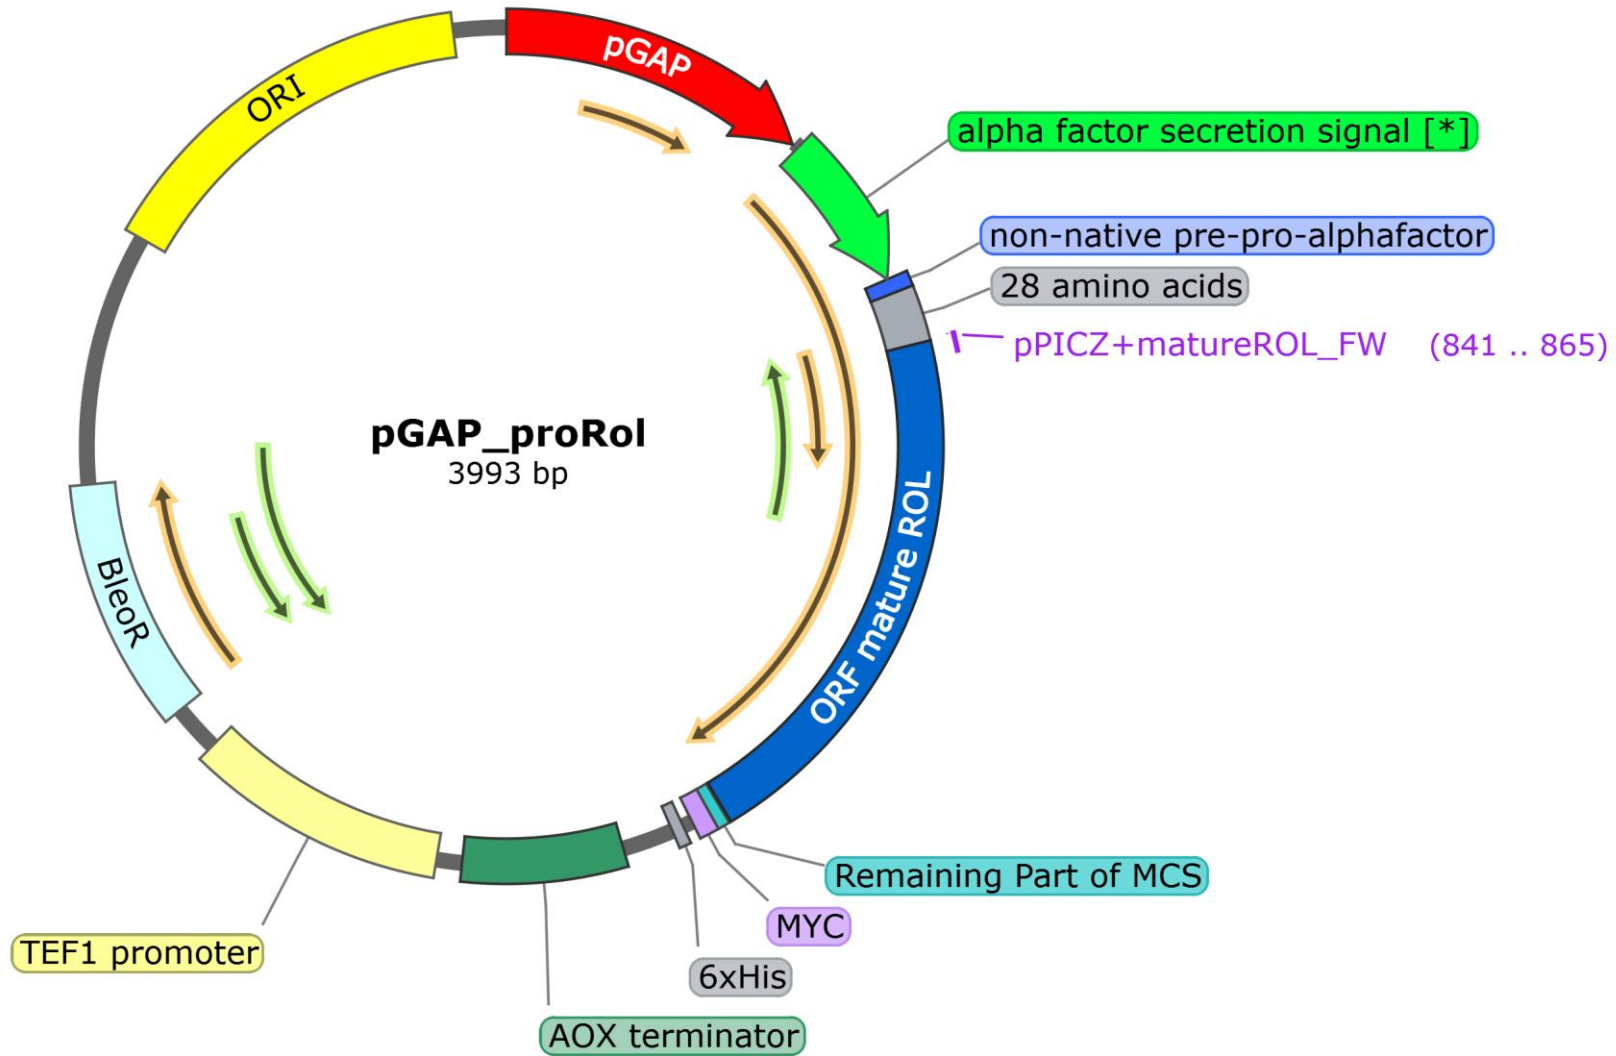 pGAP
ORI
alpha factor secretion signal [*]
non-native pre-pro-alphafactor
28 amino acids
pPICZ+matureROL_FW (841 .. 865)
pGAP_proRol
3993 bp
ORF mature ROL
BleoR
Remaining Part of MCS
MYC
6xHis
TEF1 promoter
AOX terminator